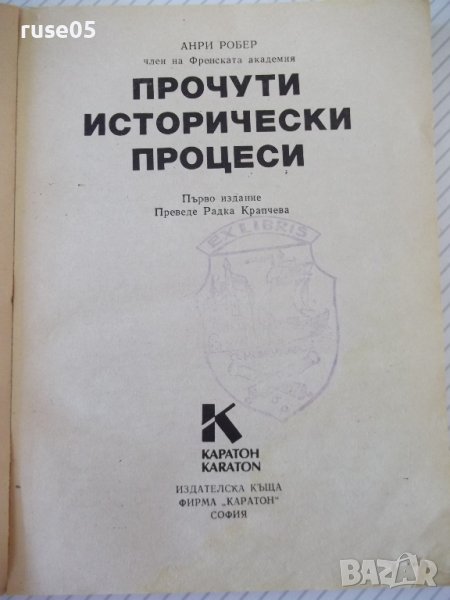 ruse05
АНРИ РОБЕР
член на Френската академия
ПРОЧУТИ
ИСТОРИЧЕСКИ
ПРОЦЕСИ
Първо издание
Преведе Радка Крапчева
EXLIBRIS
КАРАТОН
KARATON
ИЗДАТЕЛСКА КЪЩА
ФИРМА „КАРАТОН"
СОФИЯ
BAZAR